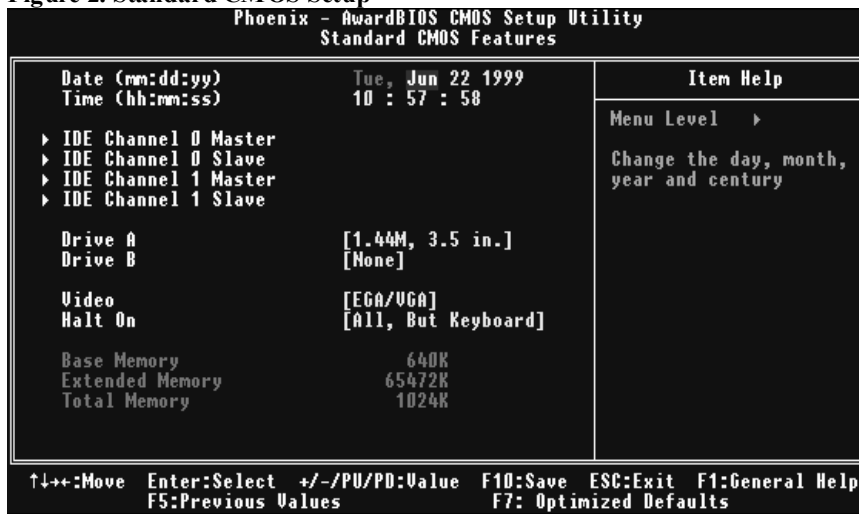 Figure 2. Standard CMOS Setup
Phoenix - AwardBIOS CMOS Setup Utility
Standard CMOS Features
Date (mm:dd:yy) Tue, Jun 22 1999
Time (hh:mm:ss) 10 : 57 : 58
IDE Channel 0 Master
IDE Channel 0 Slave
IDE Channel 1 Master
IDE Channel 1 Slave
Drive A [1.44M, 3.5 in.]
Drive B [None]
Video [EGA/VGA]
Halt On [All, But Keyboard]
Base Memory 640K
Extended Memory 65472K
Total Memory 1024K
Item Help
Menu Level ▸
Change the day, month,
year and century
↑↓→←:Move Enter:Select +/-/PU/PD:Value F10:Save ESC:Exit F1:General Help
F5:Previous Values F7: Optimized Defaults